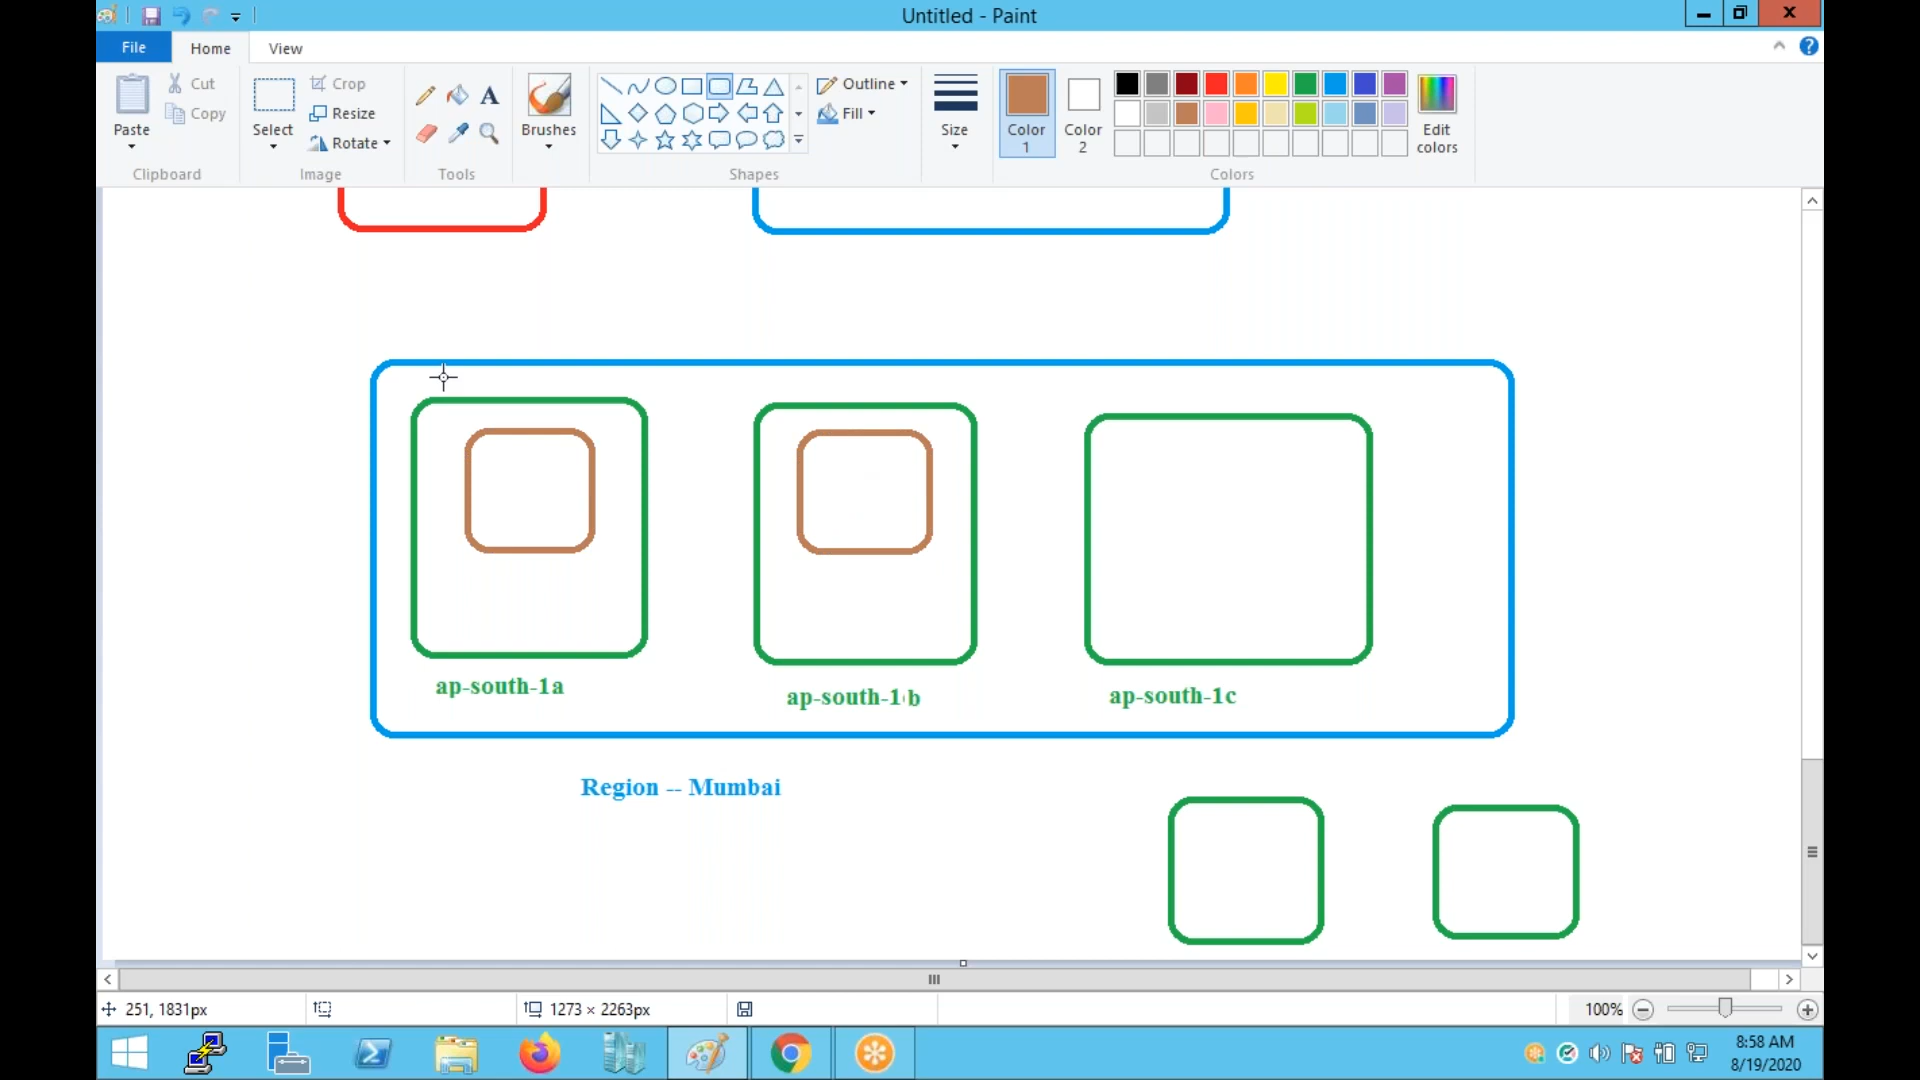 Untitled - Paint
File
Home
View
Paste
Cut
Copy
Clipboard
Select
Crop
Resize
Rotate
Image
A
Tools
Brushes
Outline
Fill
Shapes
Size
Color
1
Color
2
Edit
colors
Colors
ap-south-1a
ap-south-1 b
ap-south-1c
Region -- Mumbai
251, 1831px
1273 × 2263px
100%
8:58 AM
8/19/2020